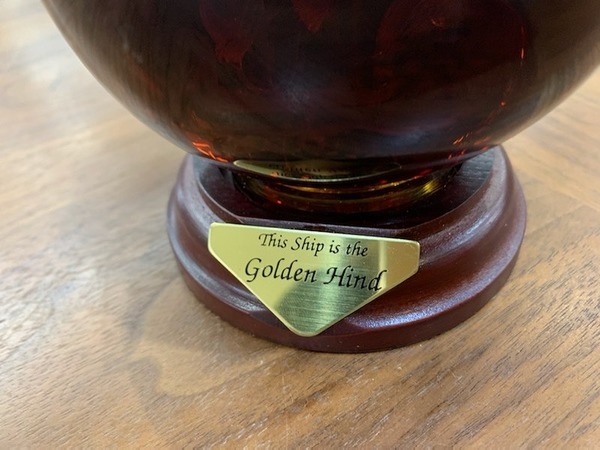 This Ship is the
Golden Hind